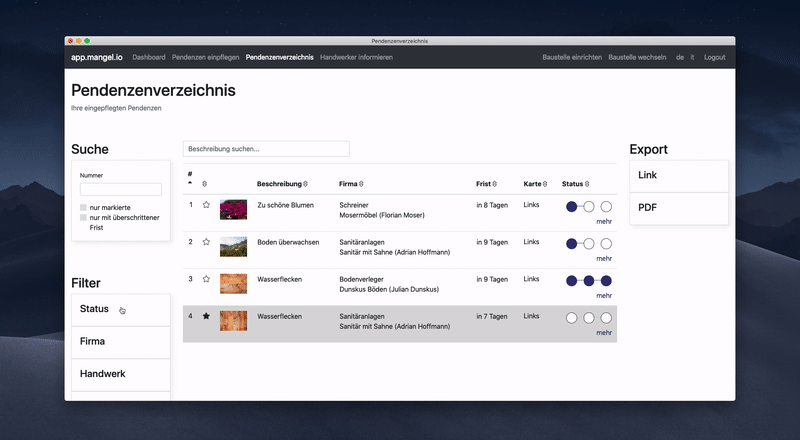 Pendenzenverzeichnis
app.mangel.io Dashboard Pendenzen einpflegen Pendenzenverzeichnis Handwerker informieren Baustelle einrichten Baustelle wechseln de it Logout
Pendenzenverzeichnis
Ihre eingepflegten Pendenzen
Suche
Nummer
nur markierte
nur mit überschrittener
Frist
Filter
Status
Firma
Handwerk
Beschreibung suchen...
# Beschreibung Firma Frist Karte Status
1 Zu schöne Blumen Schreiner in 8 Tagen Links
Mosermöbel (Florian Moser)
mehr
2 Boden überwachsen Sanitäranlagen in 9 Tagen Links
Sanitär mit Sahne (Adrian Hoffmann)
mehr
3 Wasserflecken Bodenverleger in 9 Tagen Links
Dunskus Böden (Julian Dunskus)
mehr
4 Wasserflecken Sanitäranlagen in 7 Tagen Links
Sanitär mit Sahne (Adrian Hoffmann)
mehr
Export
Link
PDF